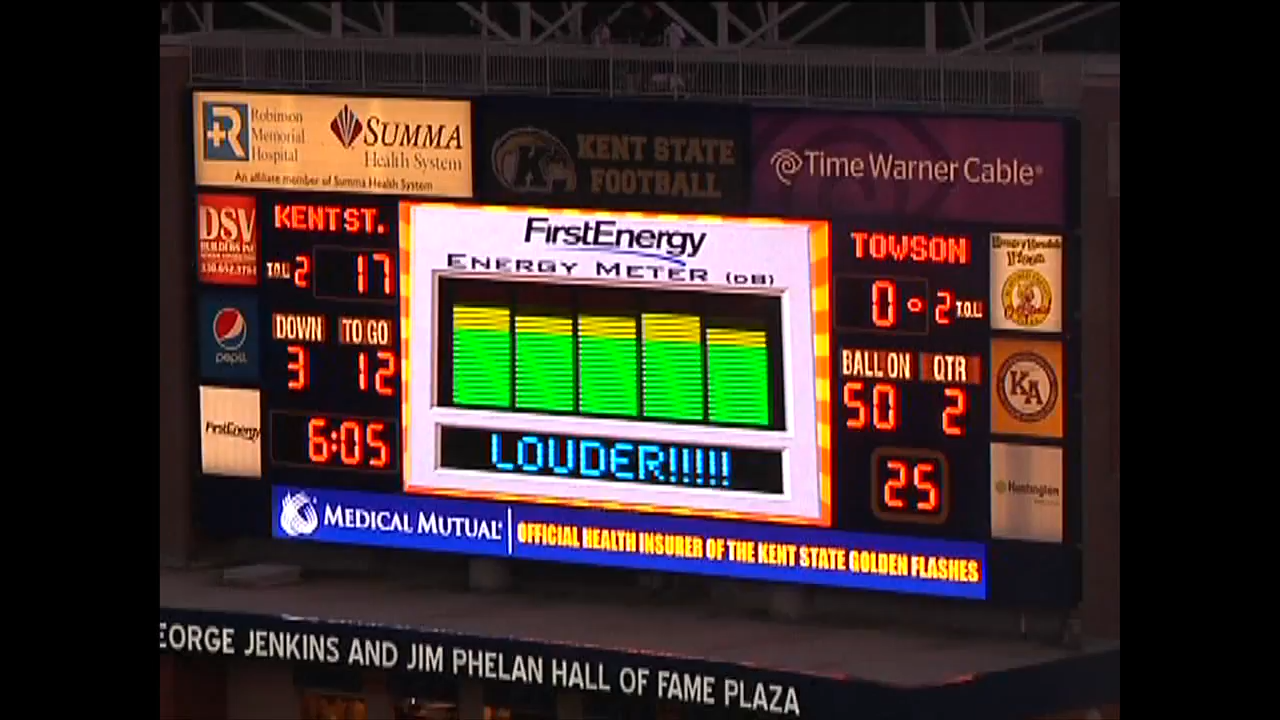 Robinson
Memorial
Hospital
SUMMA
Health System
An affiliate member of Summa Health System
KENT STATE
FOOTBALL
Time Warner Cable
DSV
BUILDERS INC
KENT ST.
T.O.L 2 17
FirstEnergy
ENERGY METER (DB)
TOWSON
0 2 T.O.L
pepsi
DOWN TO GO
3 12
BALL ON QTR
50 2
KA
FirstEnergy
6:05
LOUDER!!!!!
25
Huntington
MEDICAL MUTUAL OFFICIAL HEALTH INSURER OF THE KENT STATE GOLDEN FLASHES
EORGE JENKINS AND JIM PHELAN HALL OF FAME PLAZA